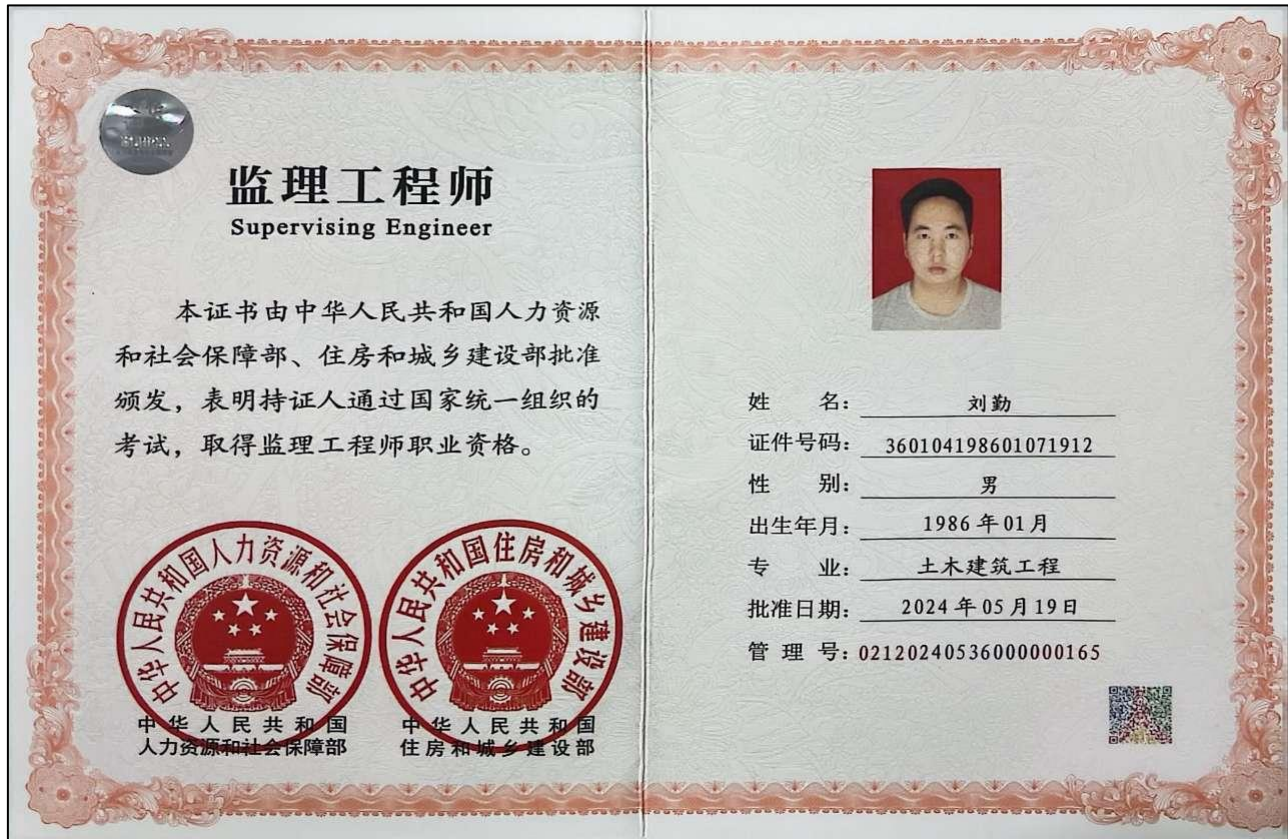 监理工程师
Supervising Engineer
本证书由中华人民共和国人力资源
和社会保障部、住房和城乡建设部批准
颁发，表明持证人通过国家统一组织的
考试，取得监理工程师职业资格。
中华人民共和国人力资源和社会保障部
中华人民共和国
人力资源和社会保障部
中华人民共和国住房和城乡建设部
中华人民共和国
住房和城乡建设部
姓 名： 刘勤
证件号码： 360104198601071912
性 别： 男
出生年月： 1986年01月
专 业： 土木建筑工程
批准日期： 2024年05月19日
管 理 号：02120240536000000165